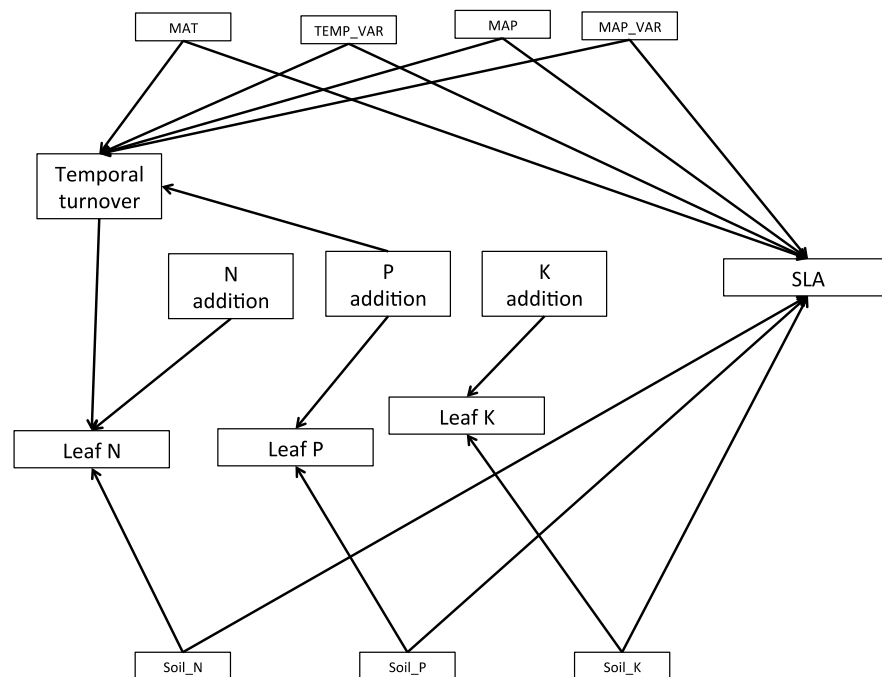 MAT
TEMP_VAR
MAP
MAP_VAR
Temporal
turnover
N
addition
P
addition
K
addition
SLA
Leaf N
Leaf P
Leaf K
Soil_N
Soil_P
Soil_K